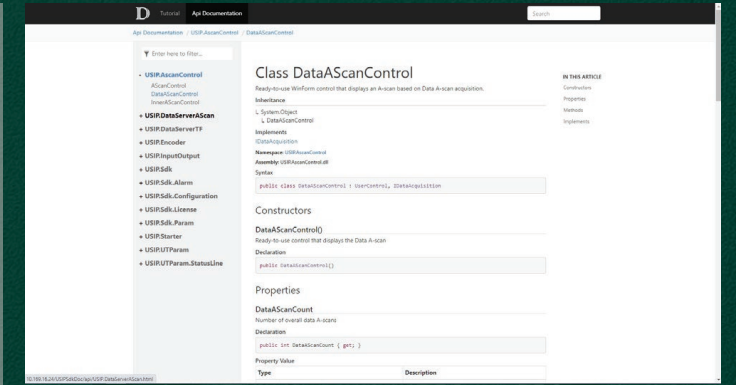 D Tutorial Api Documentation Search
Api Documentation / USIP.AscanControl / DataAScanControl
Enter here to filter...
- USIP.AscanControl
AScanControl
DataAScanControl
InnerAScanControl
+ USIP.DataServerAScan
+ USIP.DataServerTF
+ USIP.Encoder
+ USIP.InputOutput
+ USIP.Sdk
+ USIP.Sdk.Alarm
+ USIP.Sdk.Configuration
+ USIP.Sdk.License
+ USIP.Sdk.Param
+ USIP.Starter
+ USIP.UTParam
+ USIP.UTParam.StatusLine
Class DataAScanControl
Ready-to-use WinForm control that displays an A-scan based on Data A-scan acquisition.
Inheritance
↳ System.Object
↳ DataAScanControl
Implements
IDataAcquisition
Namespace: USIP.AscanControl
Assembly: USIP.AscanControl.dll
Syntax
public class DataAScanControl : UserControl, IDataAcquisition
Constructors
DataAScanControl()
Ready-to-use control that displays the Data A-scan
Declaration
public DataAScanControl()
Properties
DataAScanCount
Number of overall data A-scans
Declaration
public int DataAScanCount { get; }
Property Value
Type Description
IN THIS ARTICLE
Constructors
Properties
Methods
Implements